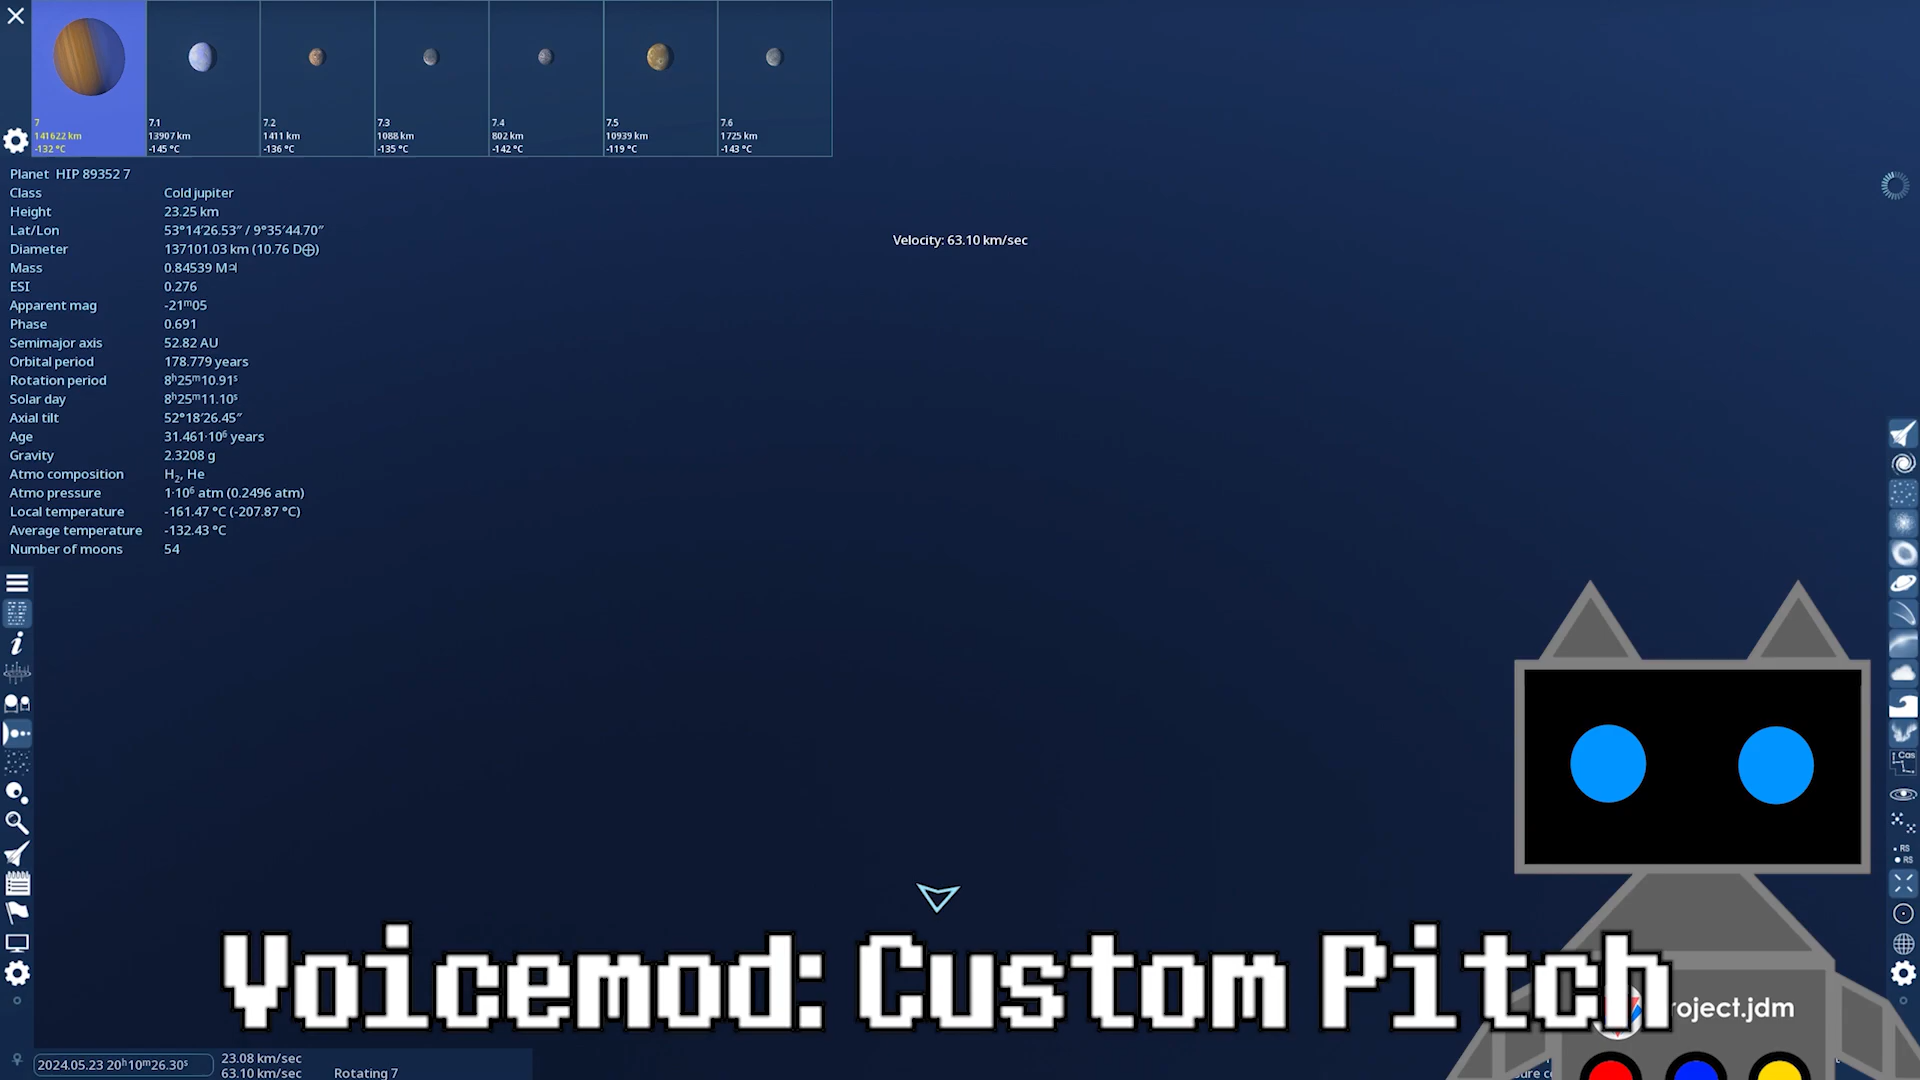 7
141622 km
-132 °C
7.1
13907 km
-145 °C
7.2
1411 km
-136 °C
7.3
1088 km
-135 °C
7.4
802 km
-142 °C
7.5
10939 km
-119 °C
7.6
1725 km
-143 °C
Planet HIP 89352 7
Class Cold jupiter
Height 23.25 km
Lat/Lon 53°14′26.53″ / 9°35′44.70″
Diameter 137101.03 km (10.76 D⊕)
Mass 0.84539 M♃
ESI 0.276
Apparent mag -21ᵐ05
Phase 0.691
Semimajor axis 52.82 AU
Orbital period 178.779 years
Rotation period 8ʰ25ᵐ10.91ˢ
Solar day 8ʰ25ᵐ11.10ˢ
Axial tilt 52°18′26.45″
Age 31.461·10⁶ years
Gravity 2.3208 g
Atmo composition H₂, He
Atmo pressure 1·10⁶ atm (0.2496 atm)
Local temperature -161.47 °C (-207.87 °C)
Average temperature -132.43 °C
Number of moons 54
Velocity: 63.10 km/sec
Cas
RS
RS
Voicemod: Custom Pitch
roject.jdm
2024.05.23 20ʰ10ᵐ26.30ˢ
23.08 km/sec
63.10 km/sec
Rotating 7